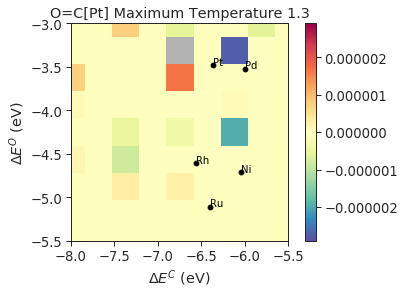 O=C[Pt] Maximum Temperature 1.3
−3.0
−3.5
−4.0
−4.5
−5.0
−5.5
ΔE^O (eV)
Pt
Pd
Rh
Ni
Ru
−8.0 −7.5 −7.0 −6.5 −6.0 −5.5
ΔE^C (eV)
0.000002
0.000001
0.000000
−0.000001
−0.000002